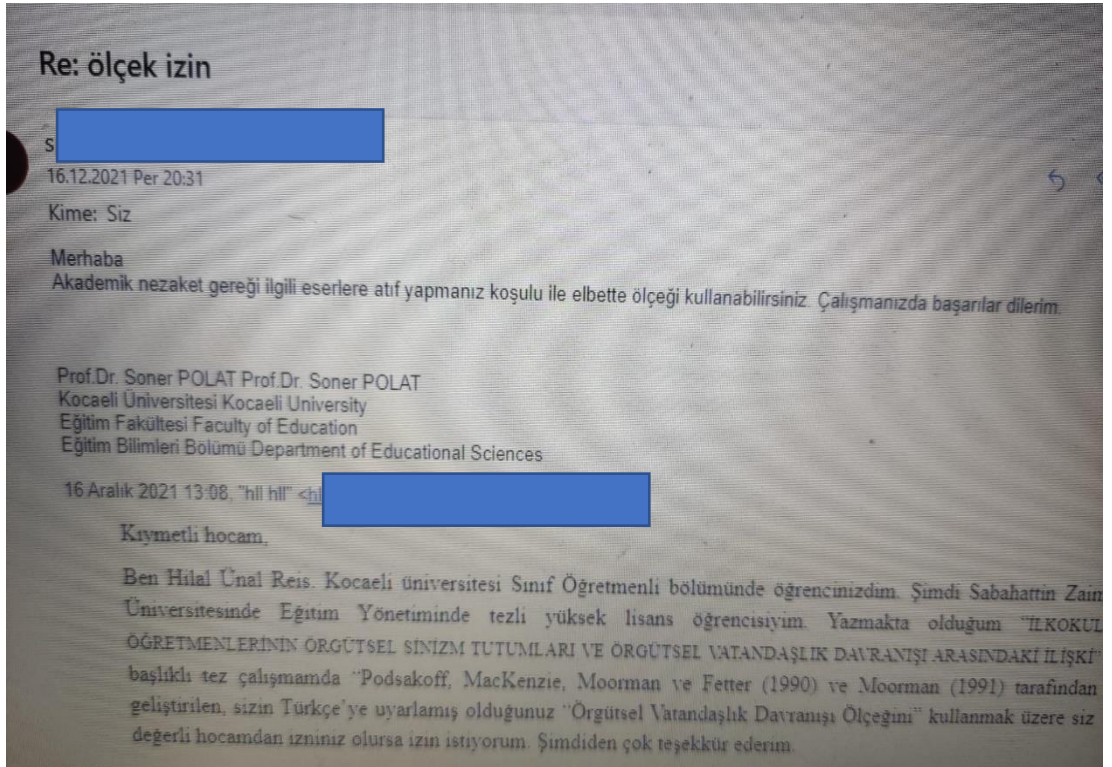 Re: ölçek izin
S
16.12.2021 Per 20:31
Kime: Siz
Merhaba
Akademik nezaket gereği ilgili eserlere atıf yapmanız koşulu ile elbette ölçeği kullanabilirsiniz. Çalışmanızda başarılar dilerim.
Prof.Dr. Soner POLAT Prof.Dr. Soner POLAT
Kocaeli Üniversitesi Kocaeli University
Eğitim Fakültesi Faculty of Education
Eğitim Bilimleri Bölümü Department of Educational Sciences
16 Aralık 2021 13:08, "hll hll" <hl
Kıymetli hocam,
Ben Hilal Ünal Reis. Kocaeli üniversitesi Sınıf Öğretmenli bölümünde öğrencinizdim. Şimdi Sabahattin Zaim
Üniversitesinde Eğitim Yönetiminde tezli yüksek lisans öğrencisiyim. Yazmakta olduğum "İLKOKUL
ÖĞRETMENLERİNİN ÖRGÜTSEL SİNİZM TUTUMLARI VE ÖRGÜTSEL VATANDAŞLIK DAVRANIŞI ARASINDAKİ İLİŞKİ"
başlıklı tez çalışmamda "Podsakoff, MacKenzie, Moorman ve Fetter (1990) ve Moorman (1991) tarafından
geliştirilen, sizin Türkçe'ye uyarlamış olduğunuz "Örgütsel Vatandaşlık Davranışı Ölçeğini" kullanmak üzere siz
değerli hocamdan izniniz olursa izin istiyorum. Şimdiden çok teşekkür ederim.